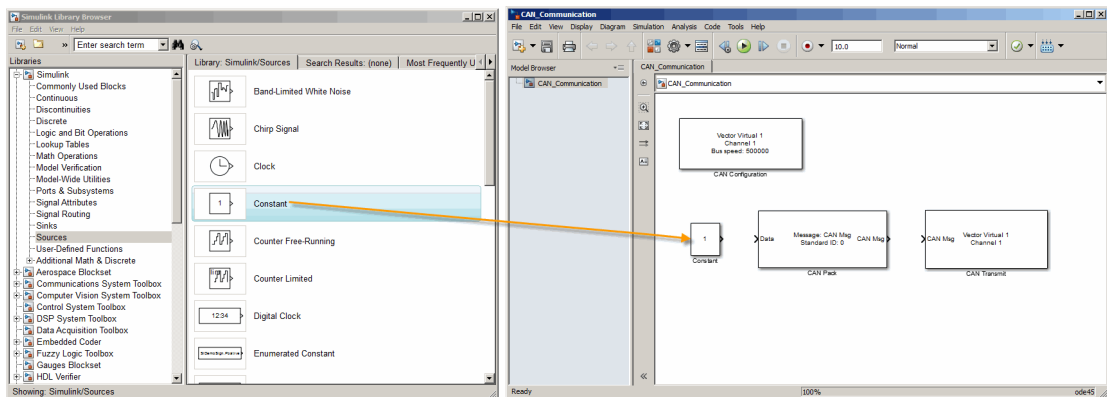 Simulink Library Browser
File Edit View Help
» Enter search term
Libraries
Simulink
Commonly Used Blocks
Continuous
Discontinuities
Discrete
Logic and Bit Operations
Lookup Tables
Math Operations
Model Verification
Model-Wide Utilities
Ports & Subsystems
Signal Attributes
Signal Routing
Sinks
Sources
User-Defined Functions
Additional Math & Discrete
Aerospace Blockset
Communications System Toolbox
Computer Vision System Toolbox
Control System Toolbox
DSP System Toolbox
Data Acquisition Toolbox
Embedded Coder
Fuzzy Logic Toolbox
Gauges Blockset
HDL Verifier
Library: Simulink/Sources Search Results: (none) Most Frequently U
Band-Limited White Noise
Chirp Signal
Clock
1 Constant
Counter Free-Running
Counter Limited
12:34 Digital Clock
Enumerated Constant
Showing: Simulink/Sources
CAN_Communication
File Edit View Display Diagram Simulation Analysis Code Tools Help
10.0 Normal
Model Browser
CAN_Communication
CAN_Communication
CAN_Communication
Vector Virtual 1
Channel 1
Bus speed: 500000
CAN Configuration
1
Constant
Data
Message: CAN Msg
Standard ID: 0
CAN Msg
CAN Pack
CAN Msg
Vector Virtual 1
Channel 1
CAN Transmit
Ready 100% ode45